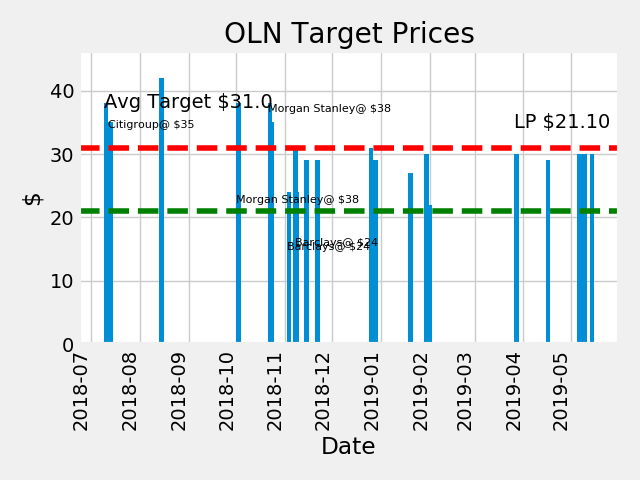 OLN Target Prices
Avg Target $31.0
Morgan Stanley@ $38
Citigroup@ $35
LP $21.10
Morgan Stanley@ $38
Barclays@ $24
Barclays@ $24
$
40
30
20
10
0
2018-07
2018-08
2018-09
2018-10
2018-11
2018-12
2019-01
2019-02
2019-03
2019-04
2019-05
Date